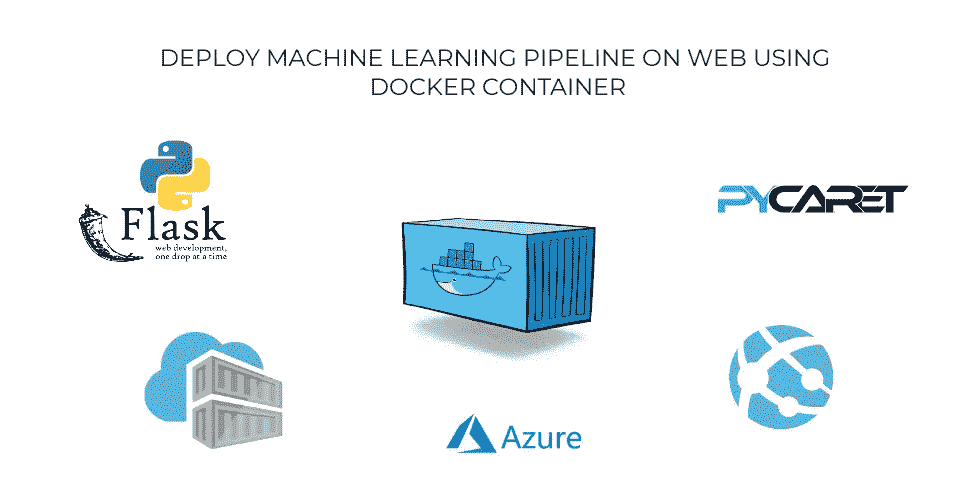 DEPLOY MACHINE LEARNING PIPELINE ON WEB USING
DOCKER CONTAINER
Flask
web development,
one drop at a time
PYCARET
Azure